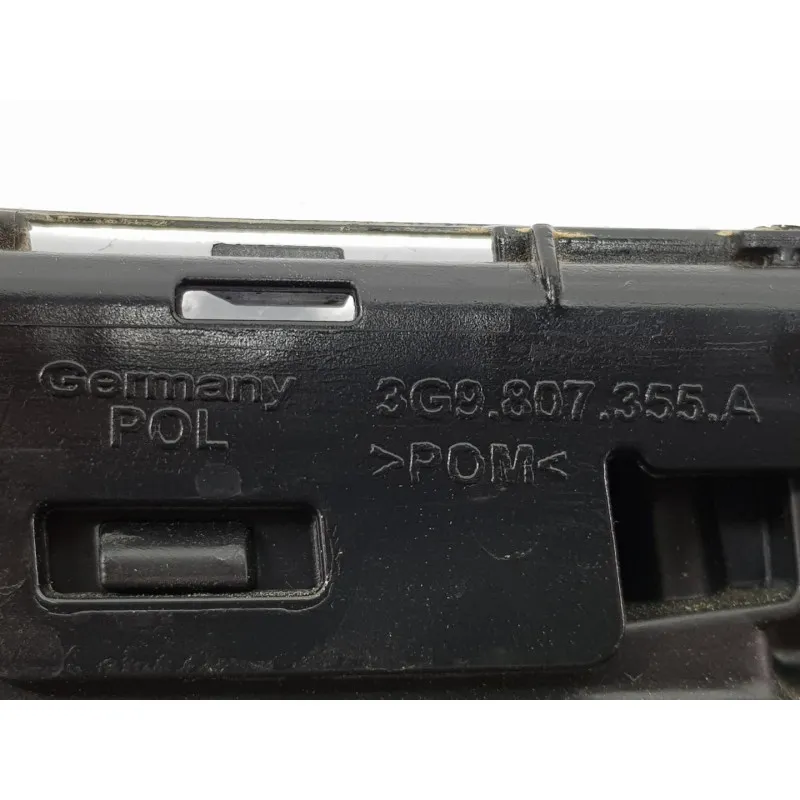 Germany
POL
3G9.807.355.A
>POM<